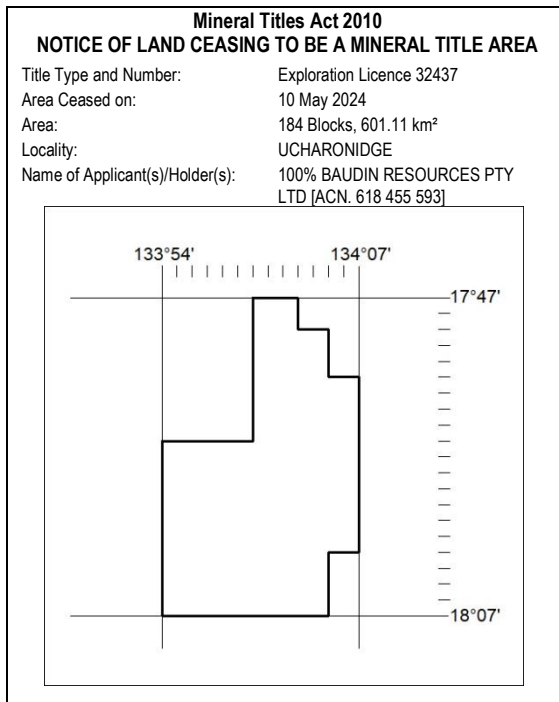 Mineral Titles Act 2010
NOTICE OF LAND CEASING TO BE A MINERAL TITLE AREA
Title Type and Number: Exploration Licence 32437
Area Ceased on: 10 May 2024
Area: 184 Blocks, 601.11 km²
Locality: UCHARONIDGE
Name of Applicant(s)/Holder(s): 100% BAUDIN RESOURCES PTY
LTD [ACN. 618 455 593]
133°54' 134°07'
17°47'
18°07'